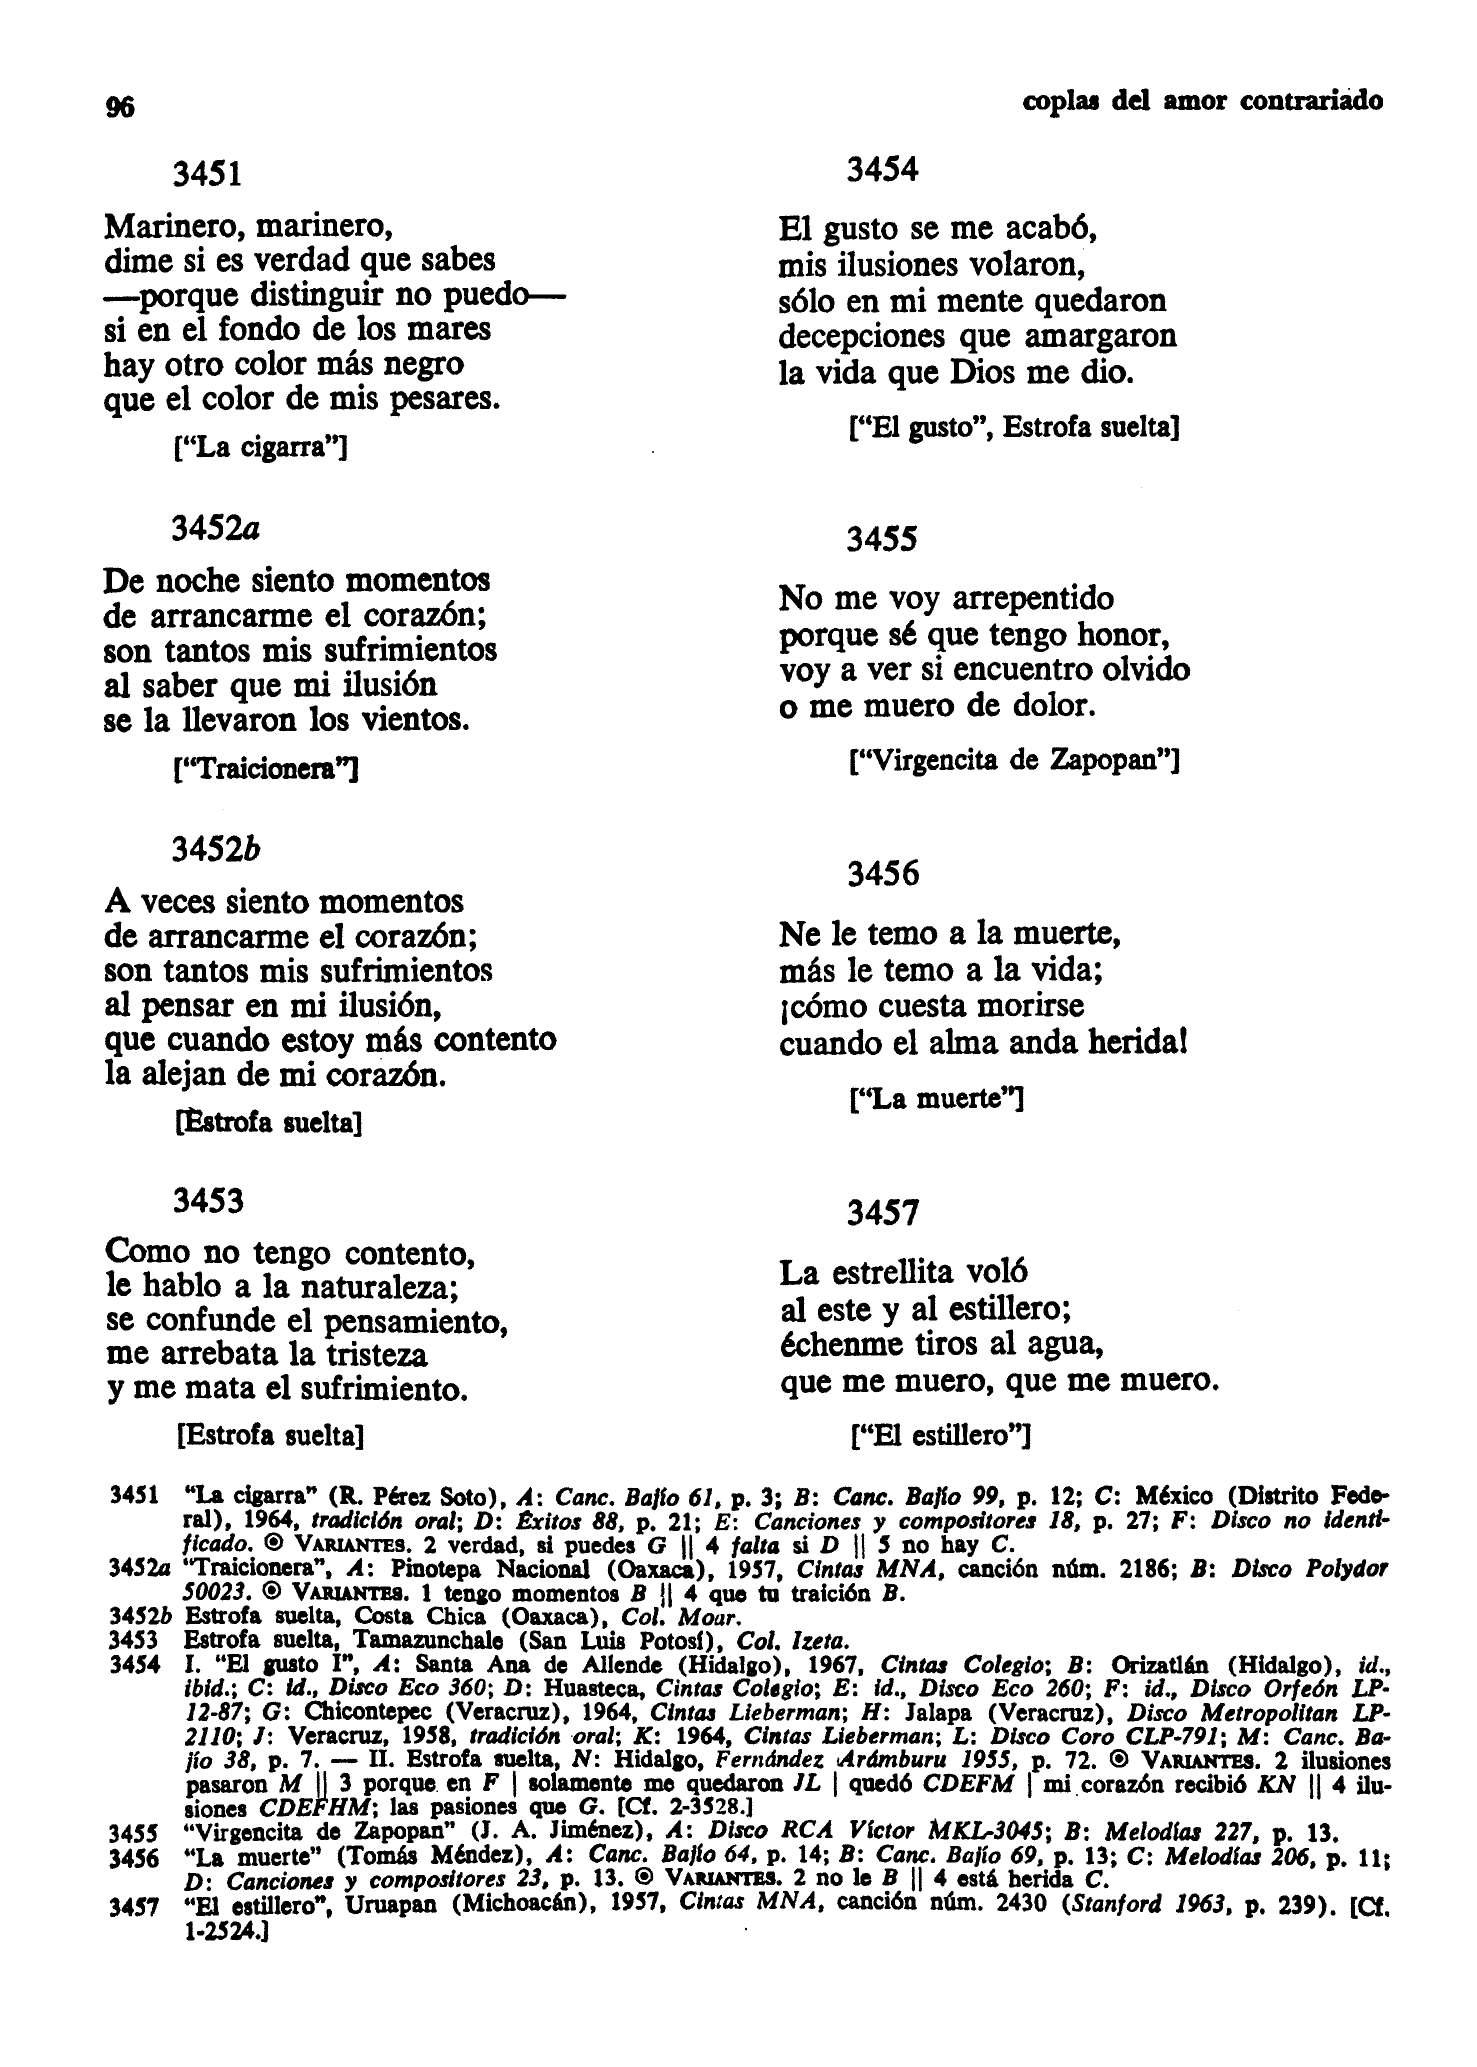 96
coplas del amor contrariado
3451
Marinero, marinero,
dime si es verdad que sabes
—porque distinguir no puedo—
si en el fondo de los mares
hay otro color más negro
que el color de mis pesares.
[“La cigarra”]
3452a
De noche siento momentos
de arrancarme el corazón;
son tantos mis sufrimientos
al saber que mi ilusión
se la llevaron los vientos.
[“Traicionera”]
3452b
A veces siento momentos
de arrancarme el corazón;
son tantos mis sufrimientos
al pensar en mi ilusión,
que cuando estoy más contento
la alejan de mi corazón.
[Estrofa suelta]
3453
Como no tengo contento,
le hablo a la naturaleza;
se confunde el pensamiento,
me arrebata la tristeza
y me mata el sufrimiento.
[Estrofa suelta]
3454
El gusto se me acabó,
mis ilusiones volaron,
sólo en mi mente quedaron
decepciones que amargaron
la vida que Dios me dio.
[“El gusto”, Estrofa suelta]
3455
No me voy arrepentido
porque sé que tengo honor,
voy a ver si encuentro olvido
o me muero de dolor.
[“Virgencita de Zapopan”]
3456
Ne le temo a la muerte,
más le temo a la vida;
¡cómo cuesta morirse
cuando el alma anda herida!
[“La muerte”]
3457
La estrellita voló
al este y al estillero;
échenme tiros al agua,
que me muero, que me muero.
[“El estillero”]
3451 “La cigarra” (R. Pérez Soto), A: Canc. Bajío 61, p. 3; B: Canc. Bajío 99, p. 12; C: México (Distrito Fede-
ral), 1964, tradición oral; D: Éxitos 88, p. 21; E: Canciones y compositores 18, p. 27; F: Disco no identi-
ficado. ® VARIANTES. 2 verdad, si puedes G || 4 falta si D || 5 no hay C.
3452a “Traicionera”, A: Pinotepa Nacional (Oaxaca), 1957, Cintas MNA, canción núm. 2186; B: Disco Polydor
50023. ® VARIANTES. 1 tengo momentos B || 4 que tu traición B.
3452b Estrofa suelta, Costa Chica (Oaxaca), Col. Moar.
3453 Estrofa suelta, Tamazunchale (San Luis Potosí), Col. Izeta.
3454 I. “El gusto I”, A: Santa Ana de Allende (Hidalgo), 1967, Cintas Colegio; B: Orizatlán (Hidalgo), id.,
ibid.; C: id., Disco Eco 360; D: Huasteca, Cintas Colegio; E: id., Disco Eco 260; F: id., Disco Orfeón LP-
12-87; G: Chicontepec (Veracruz), 1964, Cintas Lieberman; H: Jalapa (Veracruz), Disco Metropolitan LP-
2110; J: Veracruz, 1958, tradición oral; K: 1964, Cintas Lieberman; L: Disco Coro CLP-791; M: Canc. Ba-
jío 38, p. 7. — II. Estrofa suelta, N: Hidalgo, Fernández Arámburu 1955, p. 72. ® VARIANTES. 2 ilusiones
pasaron M || 3 porque en F | solamente me quedaron JL | quedó CDEFM | mi corazón recibió KN || 4 ilu-
siones CDEFHM; las pasiones que G. [Cf. 2-3528.]
3455 “Virgencita de Zapopan” (J. A. Jiménez), A: Disco RCA Víctor MKL-3045; B: Melodías 227, p. 13.
3456 “La muerte” (Tomás Méndez), A: Canc. Bajío 64, p. 14; B: Canc. Bajío 69, p. 13; C: Melodías 206, p. 11;
D: Canciones y compositores 23, p. 13. ® VARIANTES. 2 no le B || 4 está herida C.
3457 “El estillero”, Uruapan (Michoacán), 1957, Cintas MNA, canción núm. 2430 (Stanford 1963, p. 239). [Cf.
1-2524.]